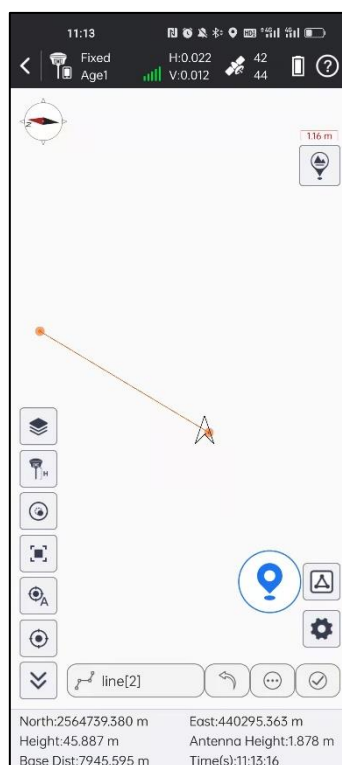 11:13
Fixed H:0.022 42
Age1 V:0.012 44
1.16 m
N
H
A
line[2]
North:2564739.380 m East:440295.363 m
Height:45.887 m Antenna Height:1.878 m
Base Dist:7945.595 m Time(s):11:13:16